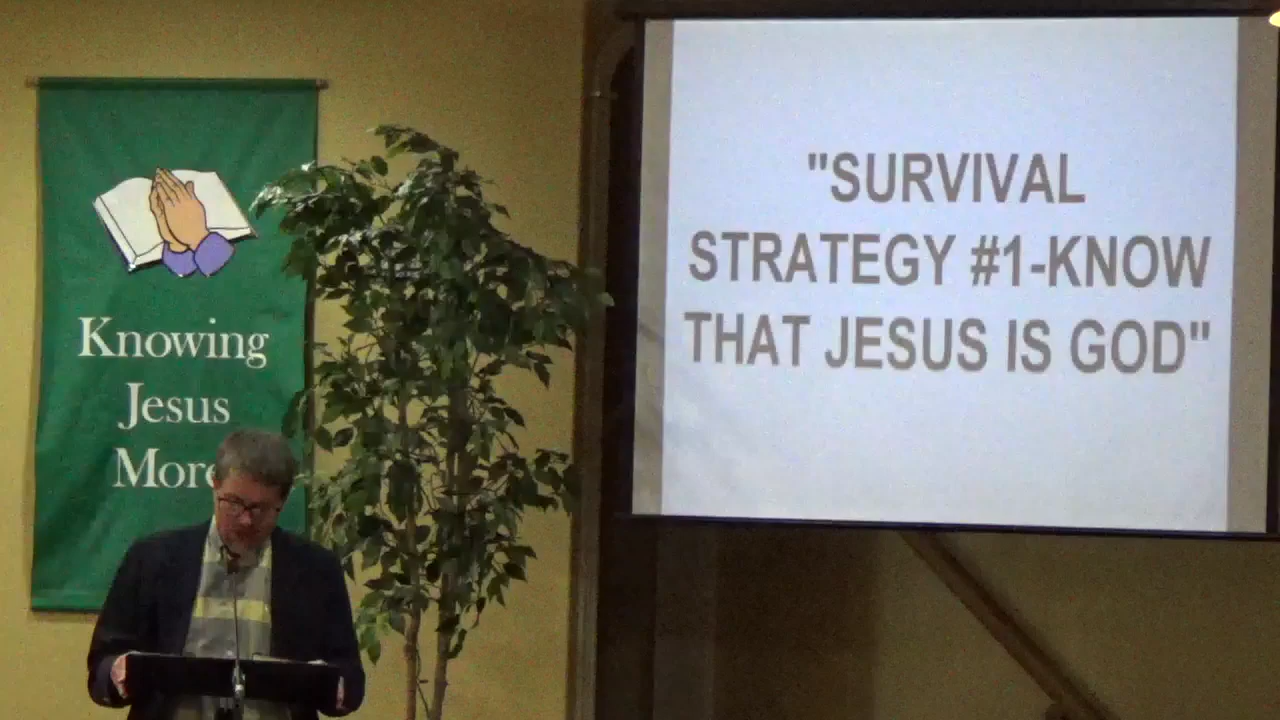 Knowing
Jesus
More
"SURVIVAL
STRATEGY #1-KNOW
THAT JESUS IS GOD"